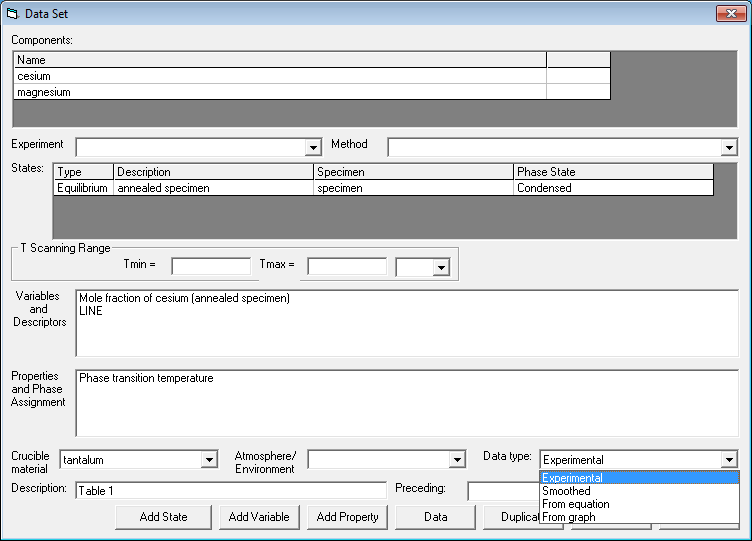 Data Set
Components:
Name
cesium
magnesium
Experiment
Method
States:
Type Description Specimen Phase State
Equilibrium annealed specimen specimen Condensed
T Scanning Range
Tmin =
Tmax =
Variables
and
Descriptors
Mole fraction of cesium (annealed specimen)
LINE
Properties
and Phase
Assignment
Phase transition temperature
Crucible
material
tantalum
Atmosphere/
Environment
Data type:
Experimental
Experimental
Smoothed
From equation
From graph
Description:
Table 1
Preceding:
Add State
Add Variable
Add Property
Data